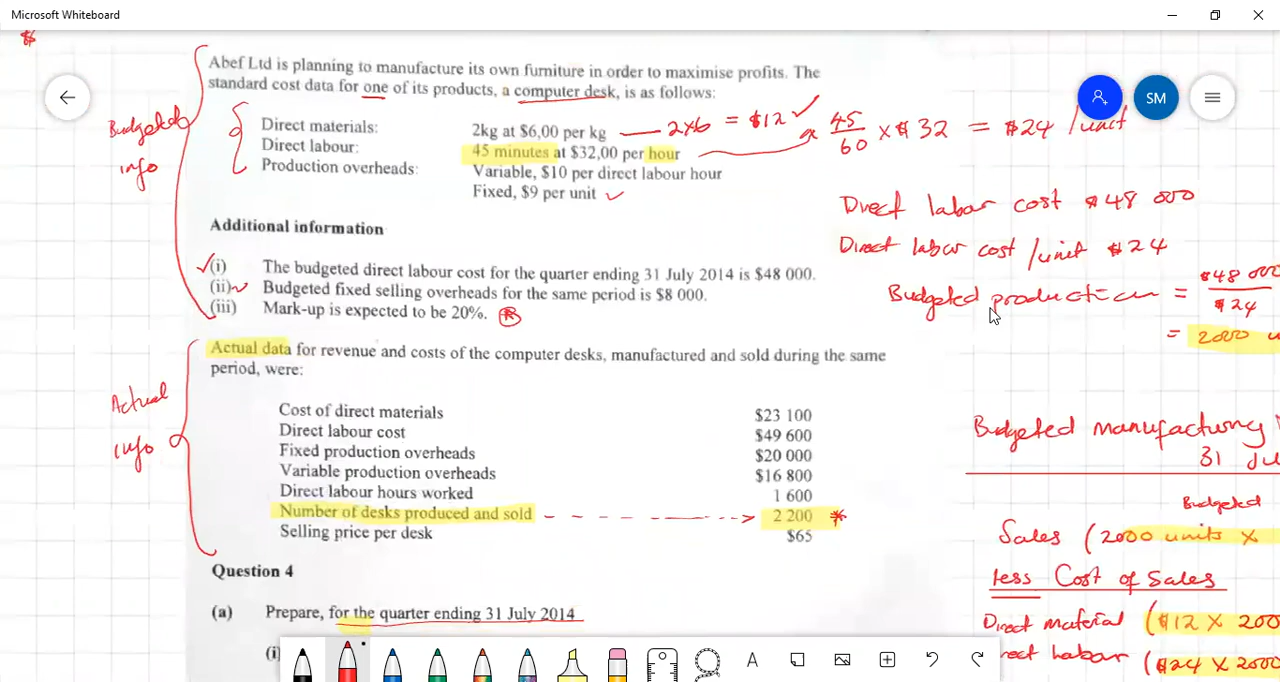 Microsoft Whiteboard
Abef Ltd is planning to manufacture its own furniture in order to maximise profits. The
standard cost data for one of its products, a computer desk, is as follows:
SM
Budgeted
info
Direct materials: 2kg at $6,00 per kg — 2x6 = $12 ✓
Direct labour: 45 minutes at $32,00 per hour
45/60 x $32 = $24 /unit
Production overheads: Variable, $10 per direct labour hour
Fixed, $9 per unit ✓
Direct labor cost $48 000
Additional information
Direct labor cost /unit $24
(i) The budgeted direct labour cost for the quarter ending 31 July 2014 is $48 000.
(ii) Budgeted fixed selling overheads for the same period is $8 000.
(iii) Mark-up is expected to be 20%.
Budgeted production = $48 000 / $24
= 2000 u
Actual data for revenue and costs of the computer desks, manufactured and sold during the same
period, were:
Actual
info
Cost of direct materials $23 100
Direct labour cost $49 600
Fixed production overheads $20 000
Variable production overheads $16 800
Direct labour hours worked 1 600
Number of desks produced and sold 2 200 *
Selling price per desk $65
Budgeted manufacturing
31 Ju
Budgeted
Sales (2000 units x
less Cost of Sales
Direct material ($12 x 200
rect labor ($24 x 2000
Question 4
(a) Prepare, for the quarter ending 31 July 2014
(i)
A